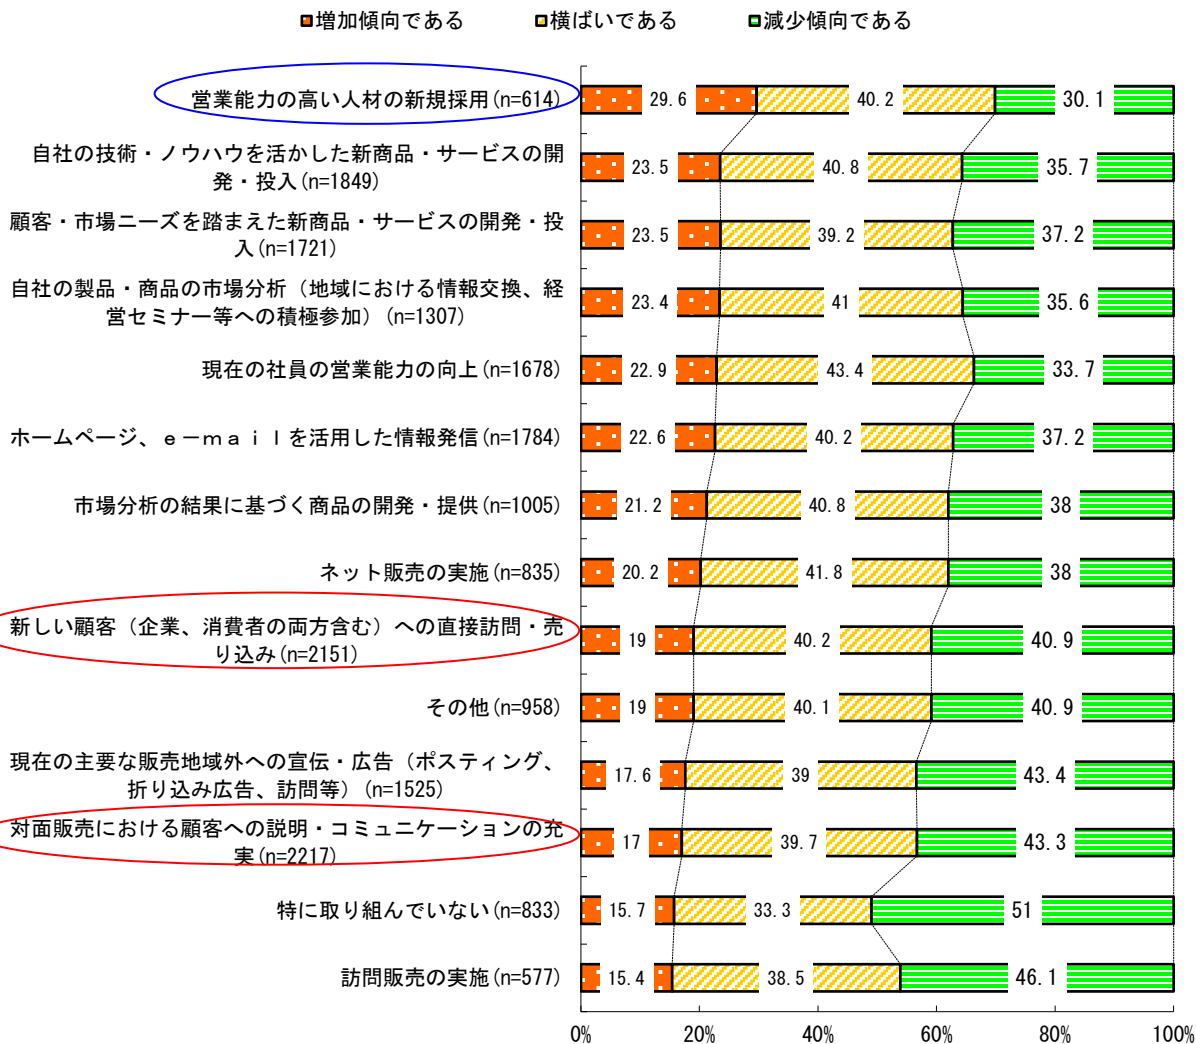 増加傾向である 横ばいである 減少傾向である
営業能力の高い人材の新規採用(n=614) 29.6 40.2 30.1
自社の技術・ノウハウを活かした新商品・サービスの開
発・投入(n=1849) 23.5 40.8 35.7
顧客・市場ニーズを踏まえた新商品・サービスの開発・投
入(n=1721) 23.5 39.2 37.2
自社の製品・商品の市場分析（地域における情報交換、経
営セミナー等への積極参加）(n=1307) 23.4 41 35.6
現在の社員の営業能力の向上(n=1678) 22.9 43.4 33.7
ホームページ、ｅ－ｍａｉｌを活用した情報発信(n=1784) 22.6 40.2 37.2
市場分析の結果に基づく商品の開発・提供(n=1005) 21.2 40.8 38
ネット販売の実施(n=835) 20.2 41.8 38
新しい顧客（企業、消費者の両方含む）への直接訪問・売
り込み(n=2151) 19 40.2 40.9
その他(n=958) 19 40.1 40.9
現在の主要な販売地域外への宣伝・広告（ポスティング、
折り込み広告、訪問等）(n=1525) 17.6 39 43.4
対面販売における顧客への説明・コミュニケーションの充
実(n=2217) 17 39.7 43.3
特に取り組んでいない(n=833) 15.7 33.3 51
訪問販売の実施(n=577) 15.4 38.5 46.1
0% 20% 40% 60% 80% 100%